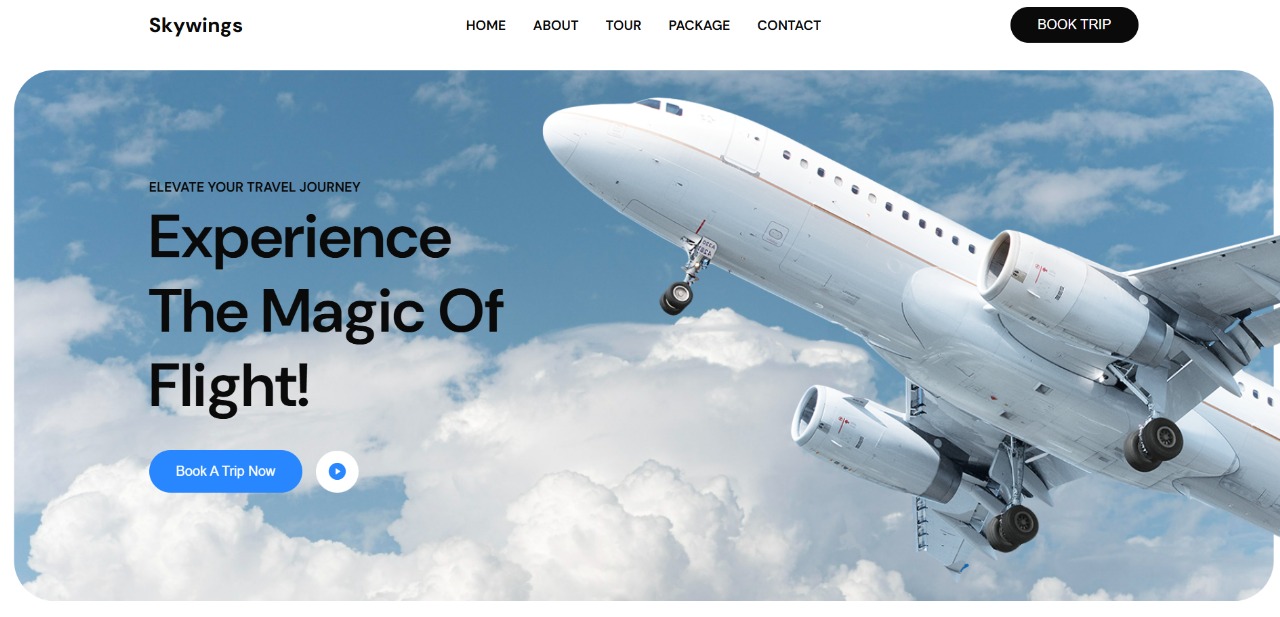 Skywings
HOME ABOUT TOUR PACKAGE CONTACT
BOOK TRIP
ELEVATE YOUR TRAVEL JOURNEY
Experience
The Magic Of
Flight!
Book A Trip Now